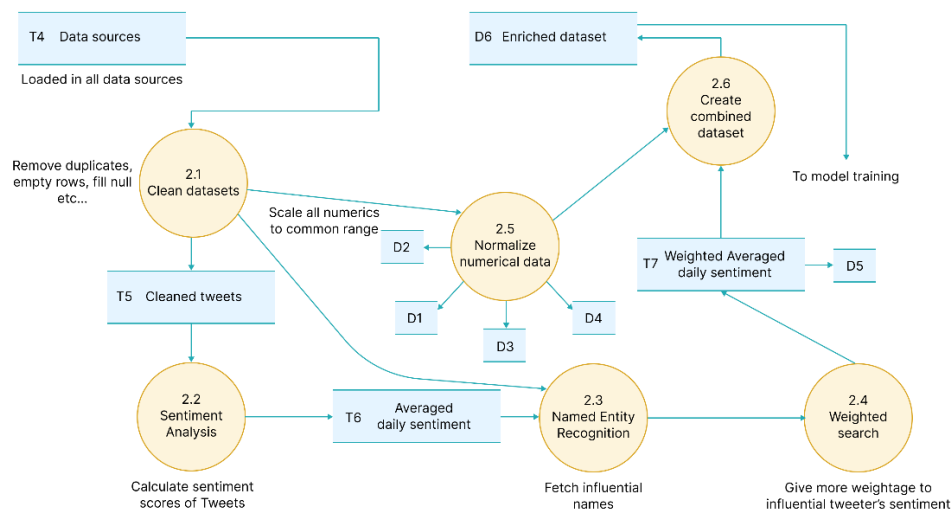 T4 Data sources
Loaded in all data sources
D6 Enriched dataset
2.6
Create
combined
dataset
To model training
Remove duplicates,
empty rows, fill null
etc...
2.1
Clean datasets
Scale all numerics
to common range
2.5
Normalize
numerical data
D2
D1
D3
D4
T7 Weighted Averaged
daily sentiment
D5
T5 Cleaned tweets
2.2
Sentiment
Analysis
Calculate sentiment
scores of Tweets
T6 Averaged
daily sentiment
2.3
Named Entity
Recognition
Fetch influential
names
2.4
Weighted
search
Give more weightage to
influential tweeter's sentiment